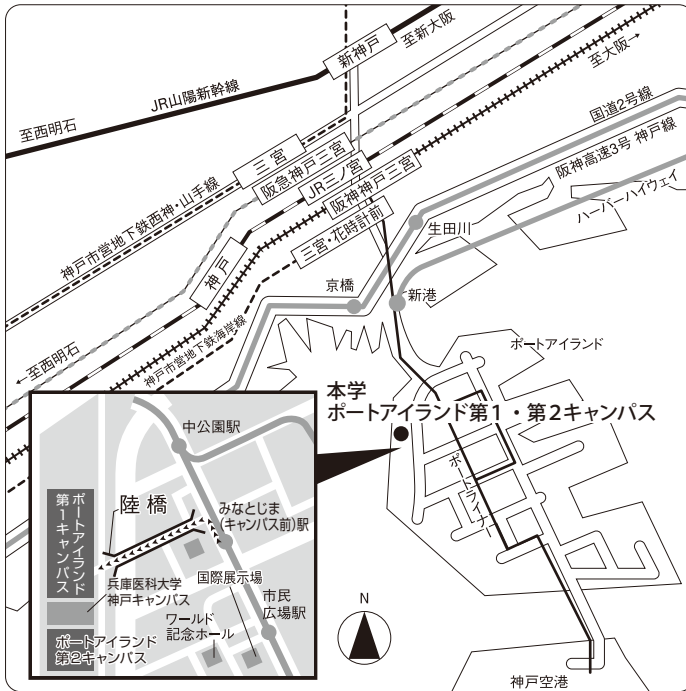 新神戸
至新大阪
JR山陽新幹線
至西明石
至大阪
国道2号線
阪神高速3号 神戸線
ハーバーハイウェイ
三宮
阪急神戸三宮
JR三ノ宮
阪神神戸三宮
三宮・花時計前
神戸市営地下鉄西神・山手線
神戸
生田川
京橋
新港
至西明石
神戸市営地下鉄海岸線
ポートアイランド
本学
ポートアイランド第1・第2キャンパス
ポートライナー
中公園駅
陸橋
みなとじま
(キャンパス前)駅
ポートアイランド
第1キャンパス
兵庫医科大学
神戸キャンパス
国際展示場
市民
広場駅
ワールド
記念ホール
ポートアイランド
第2キャンパス
N
神戸空港